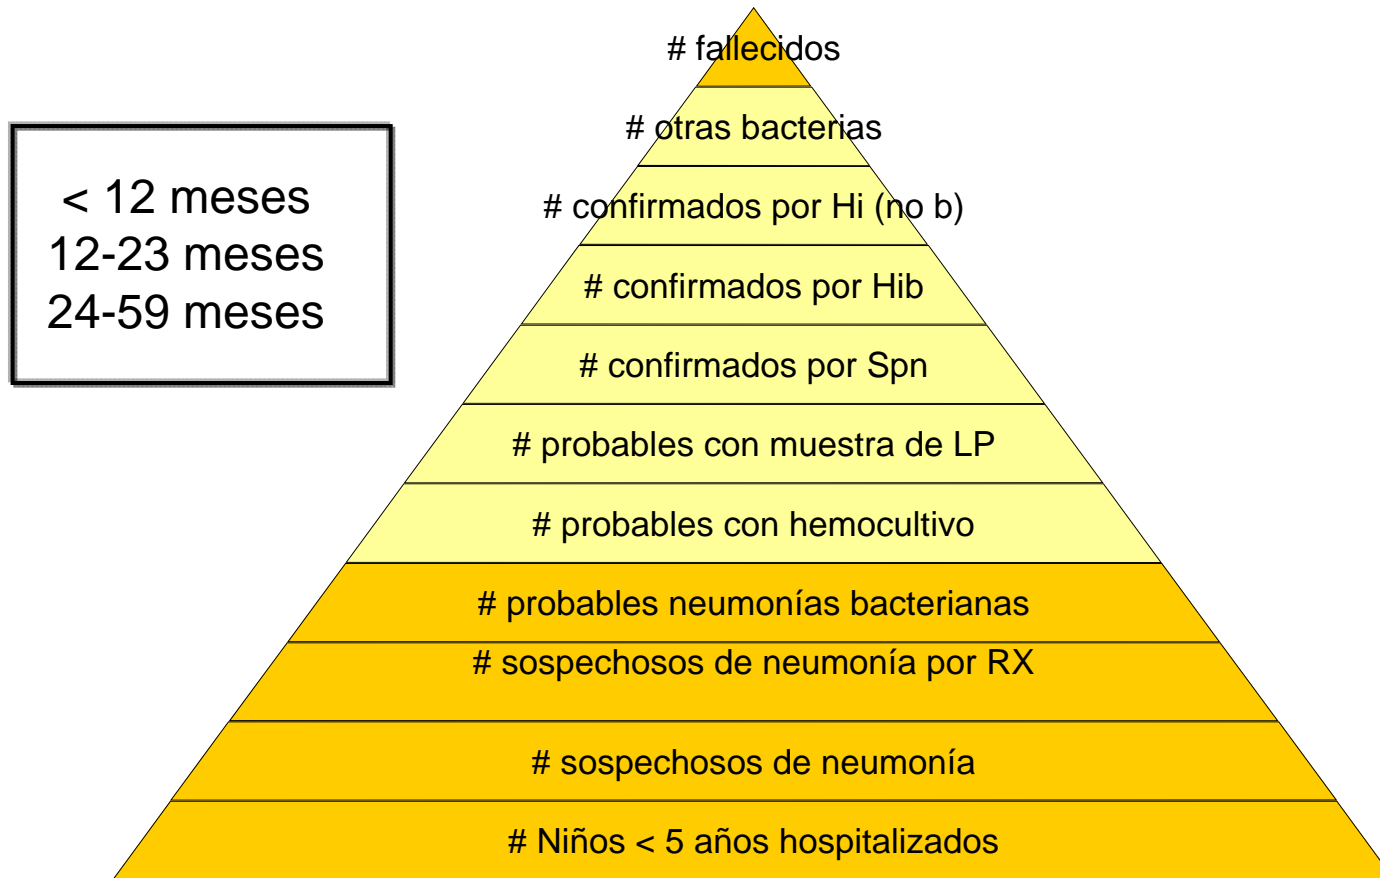 # fallecidos
# otras bacterias
# confirmados por Hi (no b)
# confirmados por Hib
# confirmados por Spn
# probables con muestra de LP
# probables con hemocultivo
# probables neumonías bacterianas
# sospechosos de neumonía por RX
# sospechosos de neumonía
# Niños < 5 años hospitalizados
< 12 meses
12-23 meses
24-59 meses